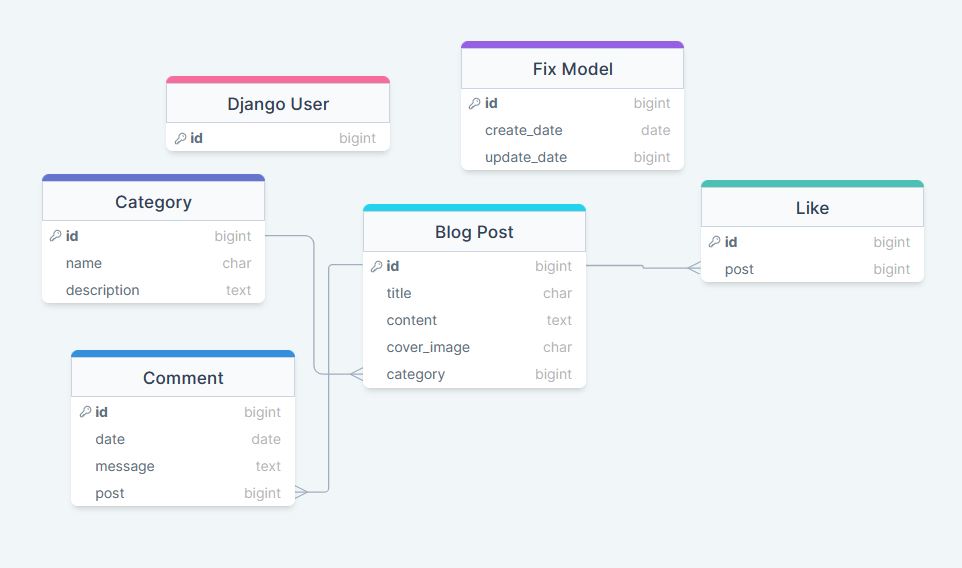 Fix Model
id bigint
create_date date
update_date bigint
Django User
id bigint
Category
id bigint
name char
description text
Like
id bigint
post bigint
Blog Post
id bigint
title char
content text
cover_image char
category bigint
Comment
id bigint
date date
message text
post bigint